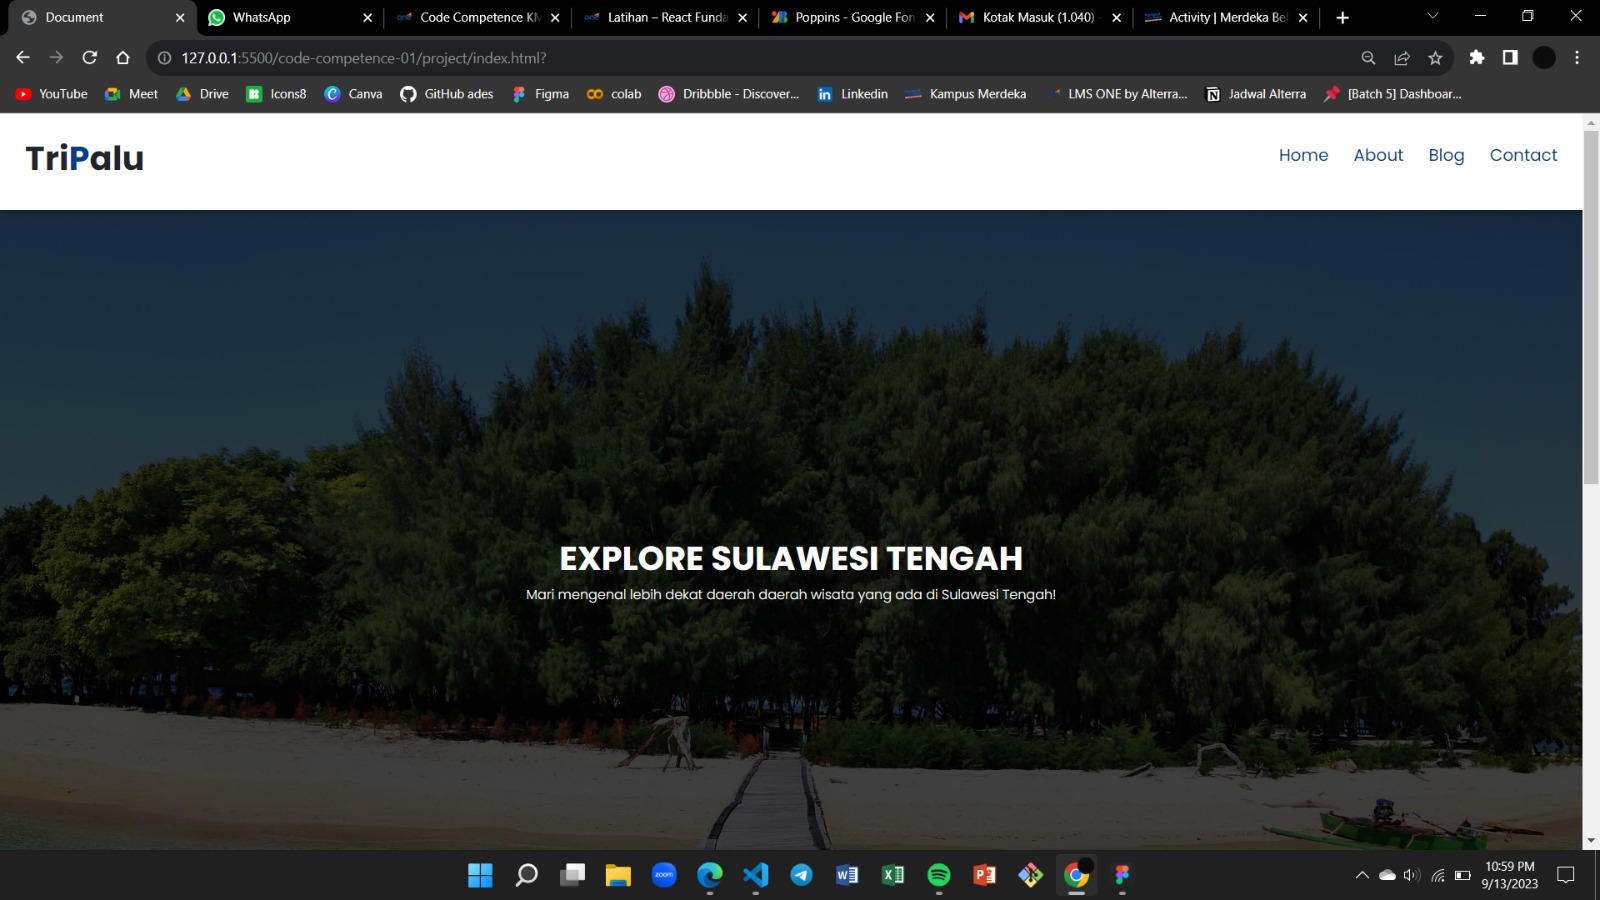 Document
WhatsApp
Code Competence KM
Latihan – React Funda
Poppins - Google Fon
Kotak Masuk (1.040) -
Activity | Merdeka Bel
127.0.0.1:5500/code-competence-01/project/index.html?
YouTube
Meet
Drive
Icons8
Canva
GitHub ades
Figma
colab
Dribbble - Discover...
Linkedin
Kampus Merdeka
LMS ONE by Alterra...
Jadwal Alterra
[Batch 5] Dashboar...
TriPalu
Home
About
Blog
Contact
EXPLORE SULAWESI TENGAH
Mari mengenal lebih dekat daerah daerah wisata yang ada di Sulawesi Tengah!
zoom
10:59 PM
9/13/2023